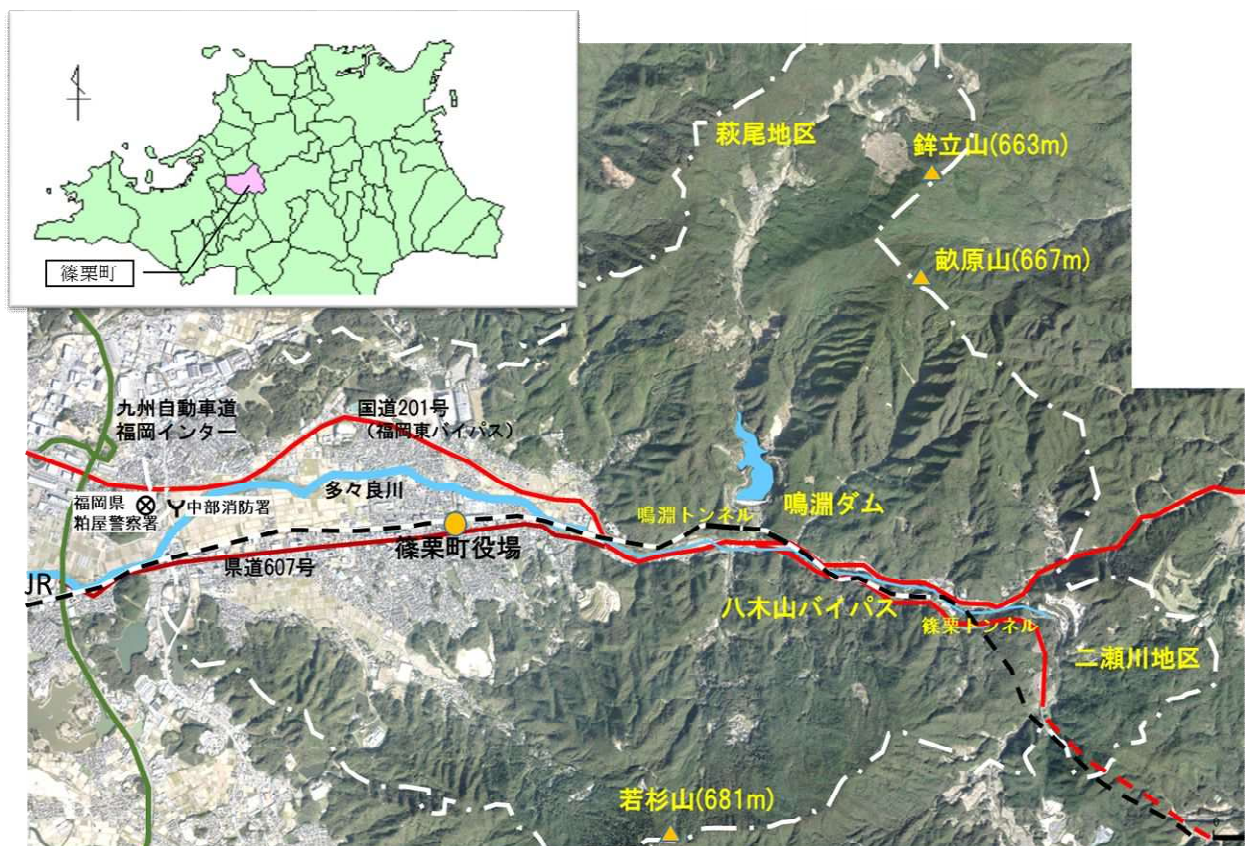 篠栗町
萩尾地区
鉾立山(663m)
畝原山(667m)
九州自動車道
福岡インター
国道201号
（福岡東バイパス）
福岡県
粕屋警察署
中部消防署
多々良川
鳴淵トンネル
鳴淵ダム
篠栗町役場
県道607号
JR
八木山バイパス
篠栗トンネル
二瀬川地区
若杉山(681m)